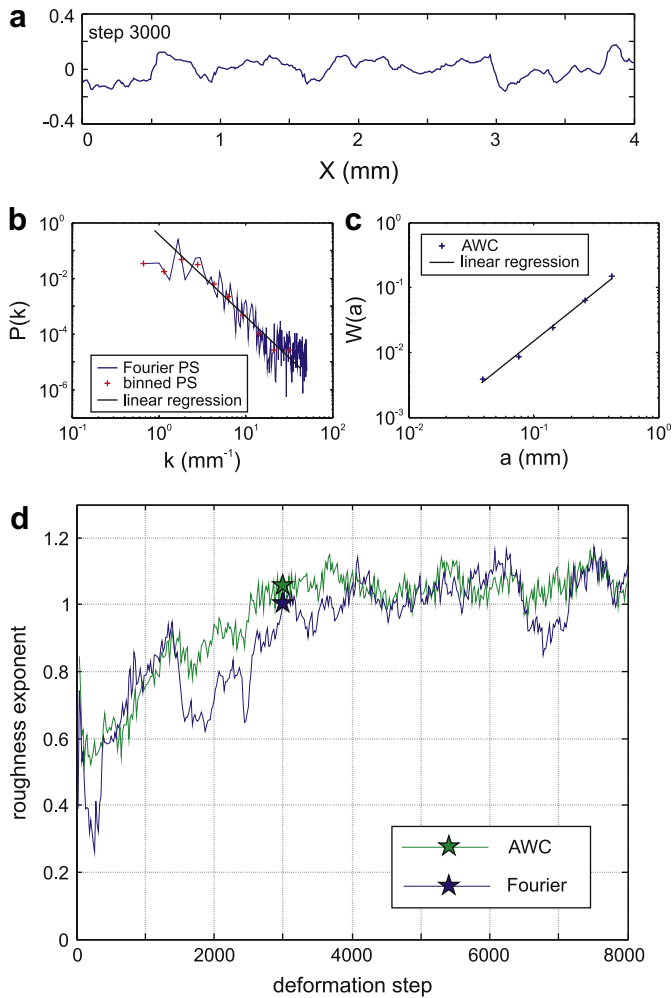 a
step 3000
0.4
0
-0.4
0 1 2 3 4
X (mm)
b
10^0
10^-2
10^-4
10^-6
P(k)
Fourier PS
binned PS
linear regression
10^-1 10^0 10^1 10^2
k (mm^-1)
c
10^0
10^-1
10^-2
10^-3
W(a)
AWC
linear regression
10^-2 10^-1 10^0
a (mm)
d
1.2
1
0.8
0.6
0.4
0.2
0
roughness exponent
AWC
Fourier
0 2000 4000 6000 8000
deformation step